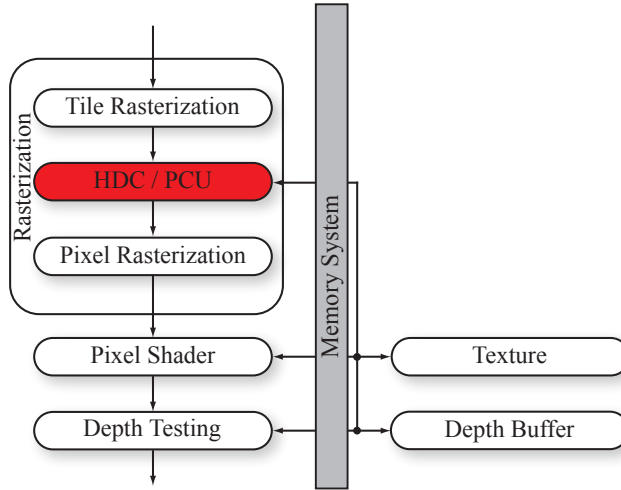 Tile Rasterization
HDC / PCU
Pixel Rasterization
Rasterization
Pixel Shader
Depth Testing
Memory System
Texture
Depth Buffer